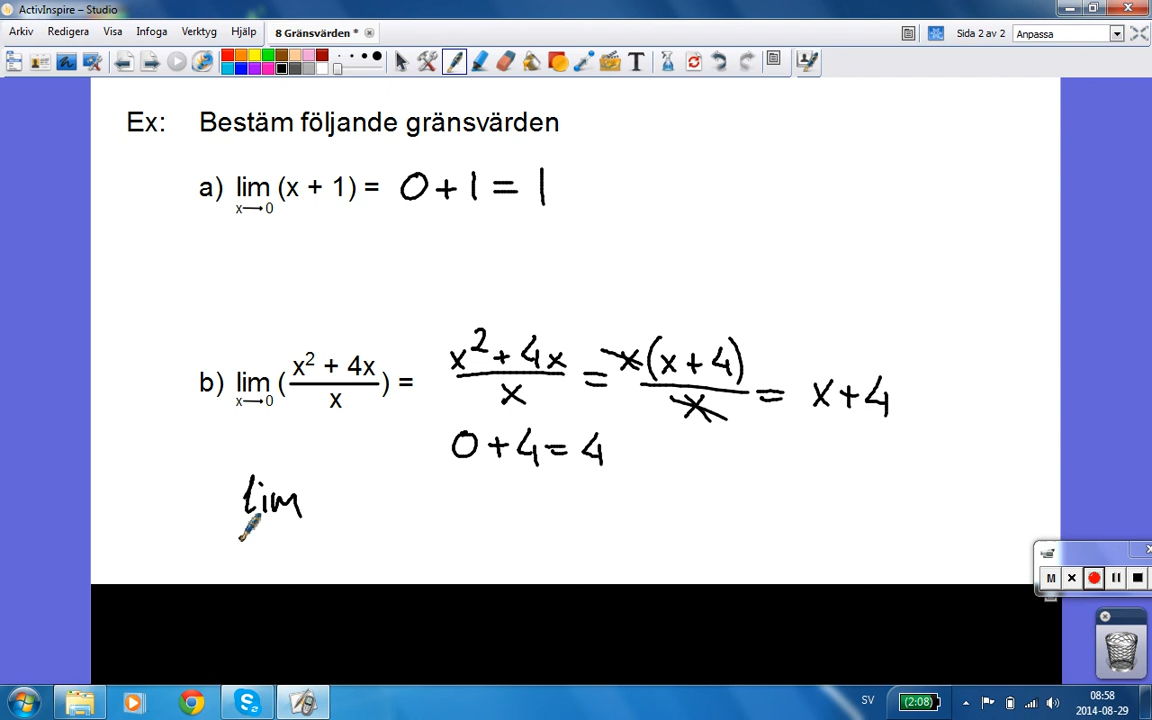 ActivInspire – Studio
Arkiv Redigera Visa Infoga Verktyg Hjälp 8 Gränsvärden * Sida 2 av 2 Anpassa
Ex: Bestäm följande gränsvärden
a) lim (x + 1) = 0 + 1 = 1
x→0
b) lim ( (x² + 4x)/x ) = (x² + 4x)/x = x(x + 4)/x = x + 4
x→0
0 + 4 = 4
lim
M
SV (2:08) 08:58
2014-08-29